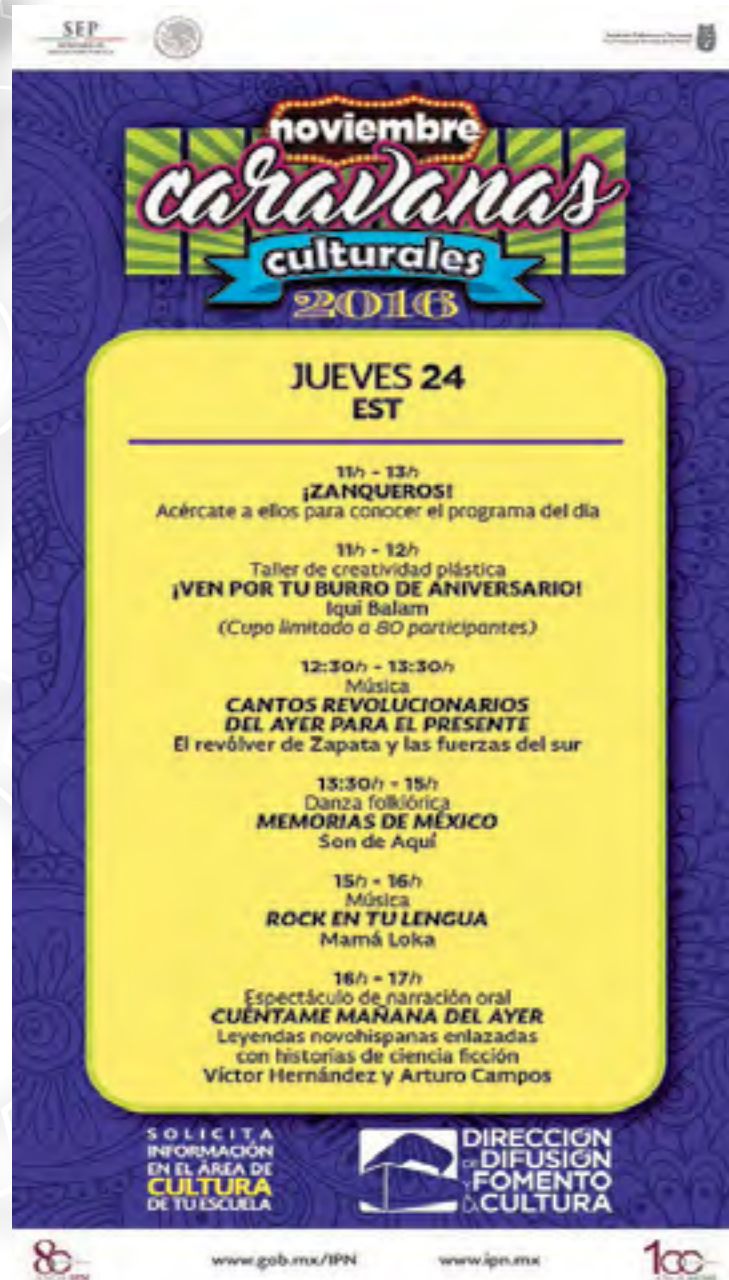 SEP
noviembre
caravanas
culturales
2016
JUEVES 24
EST
11h - 13h
¡ZANQUEROS!
Acércate a ellos para conocer el programa del día
11h - 12h
Taller de creatividad plástica
¡VEN POR TU BURRO DE ANIVERSARIO!
Iqui Balam
(Cupo limitado a 80 participantes)
12:30h - 13:30h
Música
CANTOS REVOLUCIONARIOS
DEL AYER PARA EL PRESENTE
El revólver de Zapata y las fuerzas del sur
13:30h - 15h
Danza folklórica
MEMORIAS DE MÉXICO
Son de Aquí
15h - 16h
Música
ROCK EN TU LENGUA
Mamá Loka
16h - 17h
Espectáculo de narración oral
CUÉNTAME MAÑANA DEL AYER
Leyendas novohispanas enlazadas
con historias de ciencia ficción
Víctor Hernández y Arturo Campos
SOLICITA
INFORMACIÓN
EN EL ÁREA DE
CULTURA
DE TU ESCUELA
DIRECCIÓN
DE DIFUSIÓN
Y FOMENTO
A LA CULTURA
80
www.gob.mx/IPN
www.ipn.mx
100